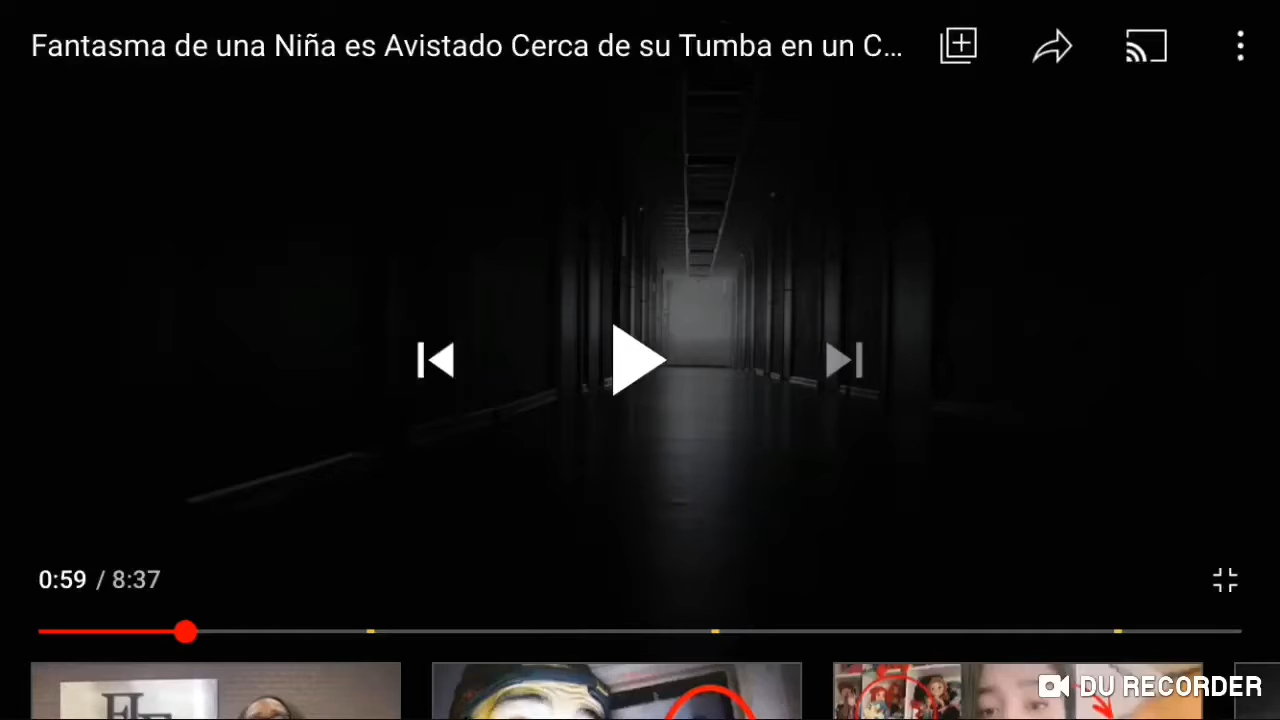 Fantasma de una Niña es Avistado Cerca de su Tumba en un C...
0:59 / 8:37
DU RECORDER